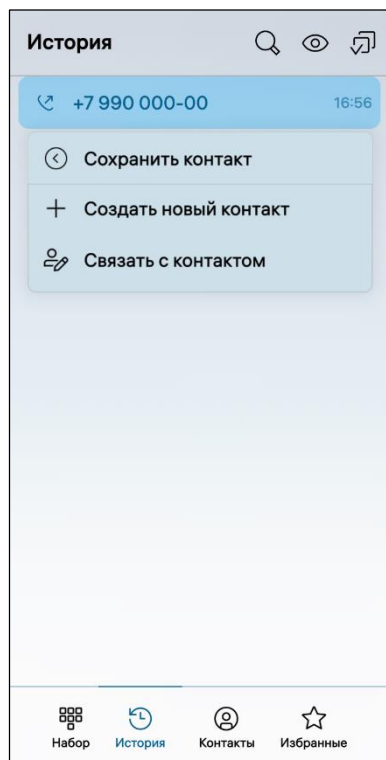 История
+7 990 000-00 16:56
Сохранить контакт
Создать новый контакт
Связать с контактом
Набор История Контакты Избранные